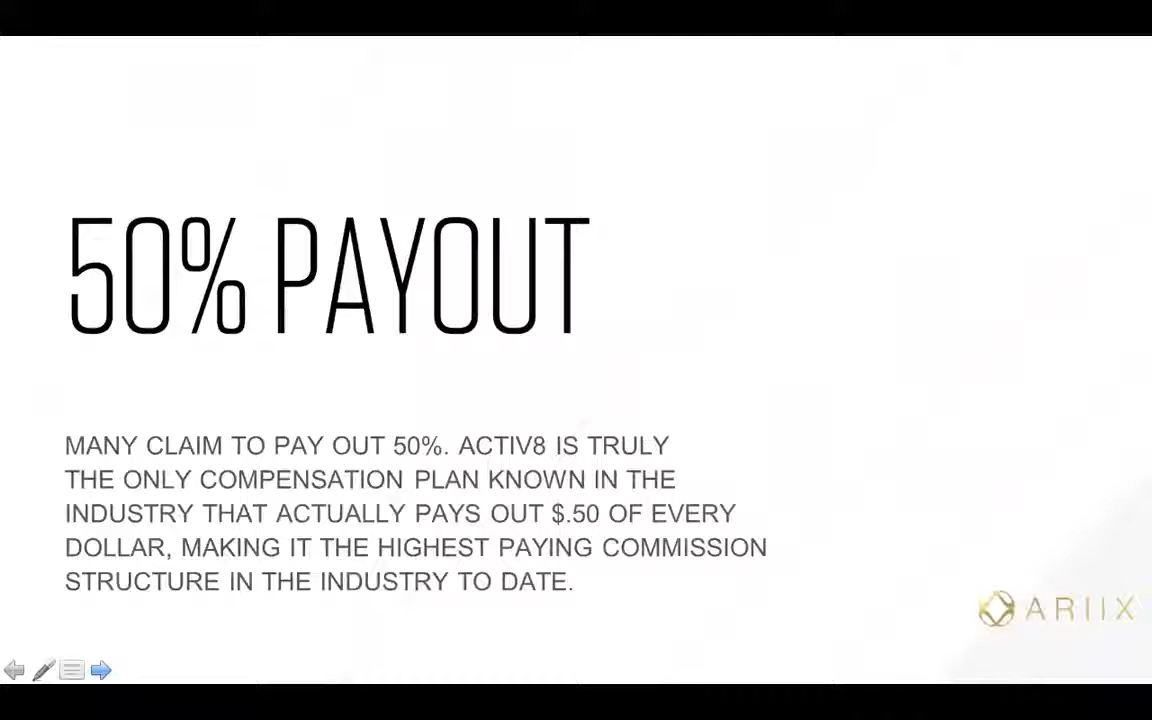 50% PAYOUT
MANY CLAIM TO PAY OUT 50%. ACTIV8 IS TRULY
THE ONLY COMPENSATION PLAN KNOWN IN THE
INDUSTRY THAT ACTUALLY PAYS OUT $.50 OF EVERY
DOLLAR, MAKING IT THE HIGHEST PAYING COMMISSION
STRUCTURE IN THE INDUSTRY TO DATE.
ARIIX